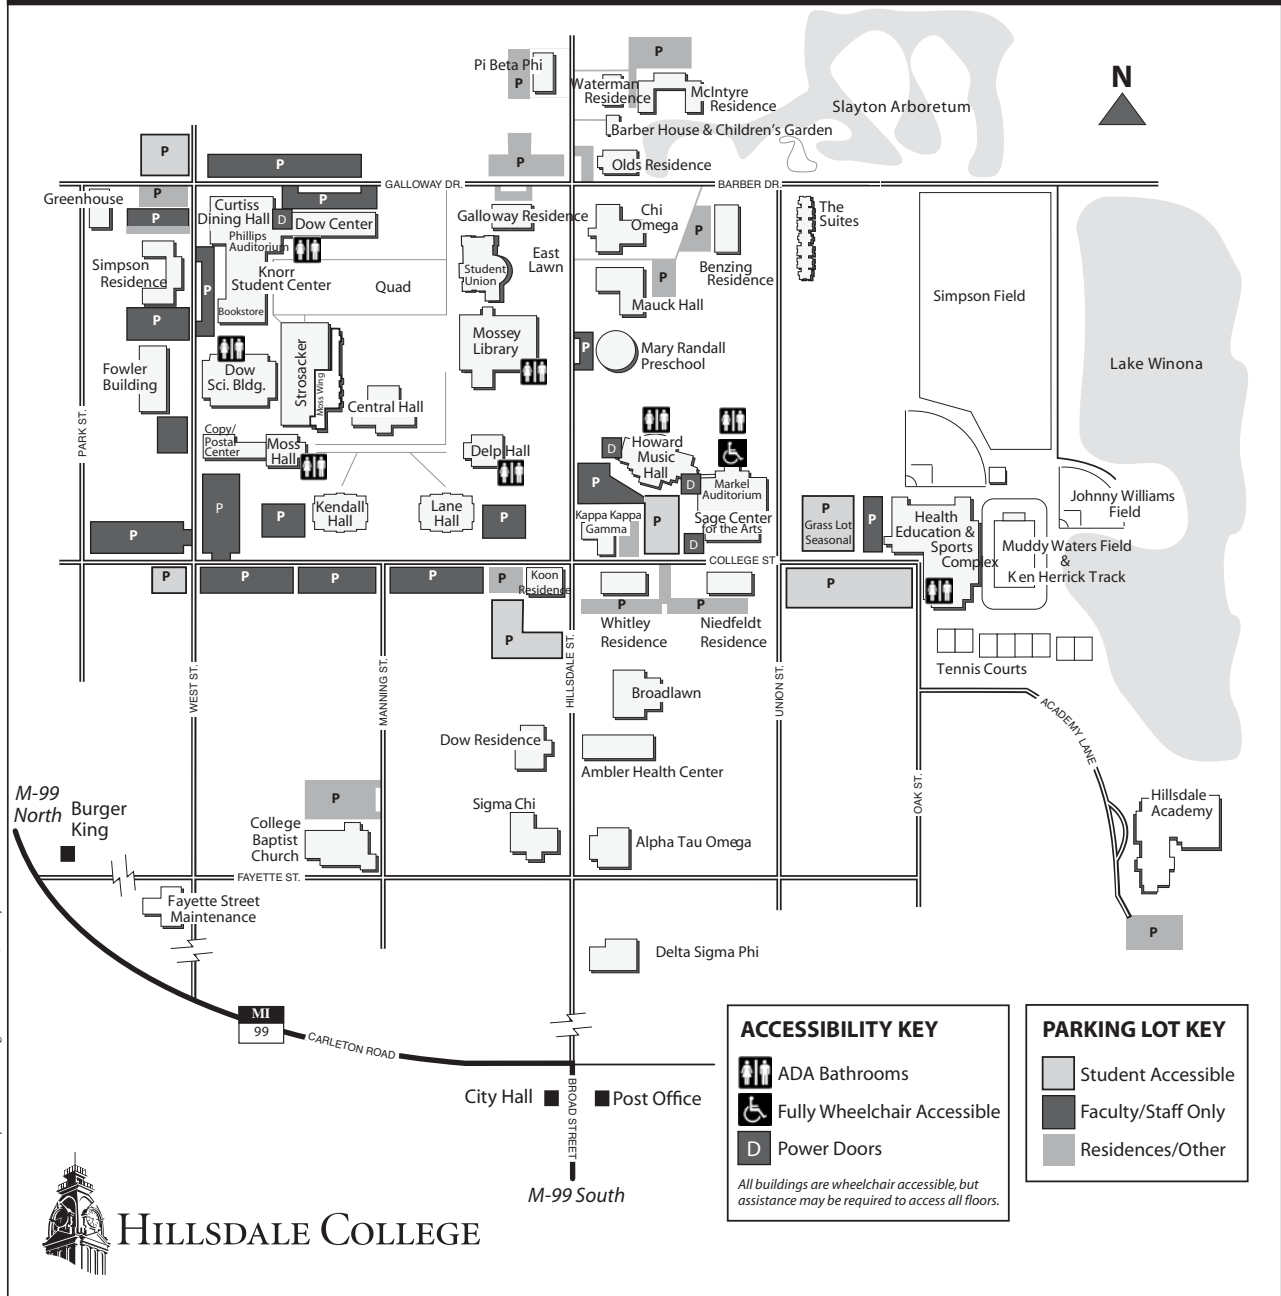 Pi Beta Phi
P
P
Waterman
Residence
McIntyre
Residence
Slayton Arboretum
N
Barber House & Children's Garden
P
P
P
Olds Residence
GALLOWAY DR.
BARBER DR.
Greenhouse
P
P
P
Curtiss
Dining Hall
D
Dow Center
Phillips
Auditorium
Galloway Residence
Chi
Omega
P
The
Suites
Simpson
Residence
P
Knorr
Student Center
Bookstore
Quad
Student
Union
East
Lawn
P
Benzing
Residence
Mauck Hall
Simpson Field
P
Fowler
Building
Dow
Sci. Bldg.
Strosacker
Moss Wing
Mossey
Library
P
Mary Randall
Preschool
Lake Winona
Central Hall
PARK ST.
Copy/
Postal
Center
Moss
Hall
Delp Hall
D
Howard
Music
Hall
D
Markel
Auditorium
P
P
P
Kendall
Hall
Lane
Hall
P
P
Kappa Kappa
Gamma
P
Sage Center
for the Arts
D
P
Grass Lot
Seasonal
P
Health
Education &
Sports
Complex
Johnny Williams
Field
Muddy Waters Field
&
Ken Herrick Track
COLLEGE ST.
P
P
P
P
P
Koon
Residence
P
P
P
P
Whitley
Residence
Niedfeldt
Residence
Tennis Courts
WEST ST.
MANNING ST.
HILLSDALE ST.
UNION ST.
Broadlawn
ACADEMY LANE
Dow Residence
Ambler Health Center
OAK ST.
M-99
North
Burger
King
P
College
Baptist
Church
Sigma Chi
Alpha Tau Omega
Hillsdale
Academy
FAYETTE ST.
Fayette Street
Maintenance
P
Delta Sigma Phi
MI
99
CARLETON ROAD
City Hall
Post Office
BROAD STREET
M-99 South
ACCESSIBILITY KEY
ADA Bathrooms
Fully Wheelchair Accessible
D Power Doors
All buildings are wheelchair accessible, but
assistance may be required to access all floors.
PARKING LOT KEY
Student Accessible
Faculty/Staff Only
Residences/Other
HILLSDALE COLLEGE